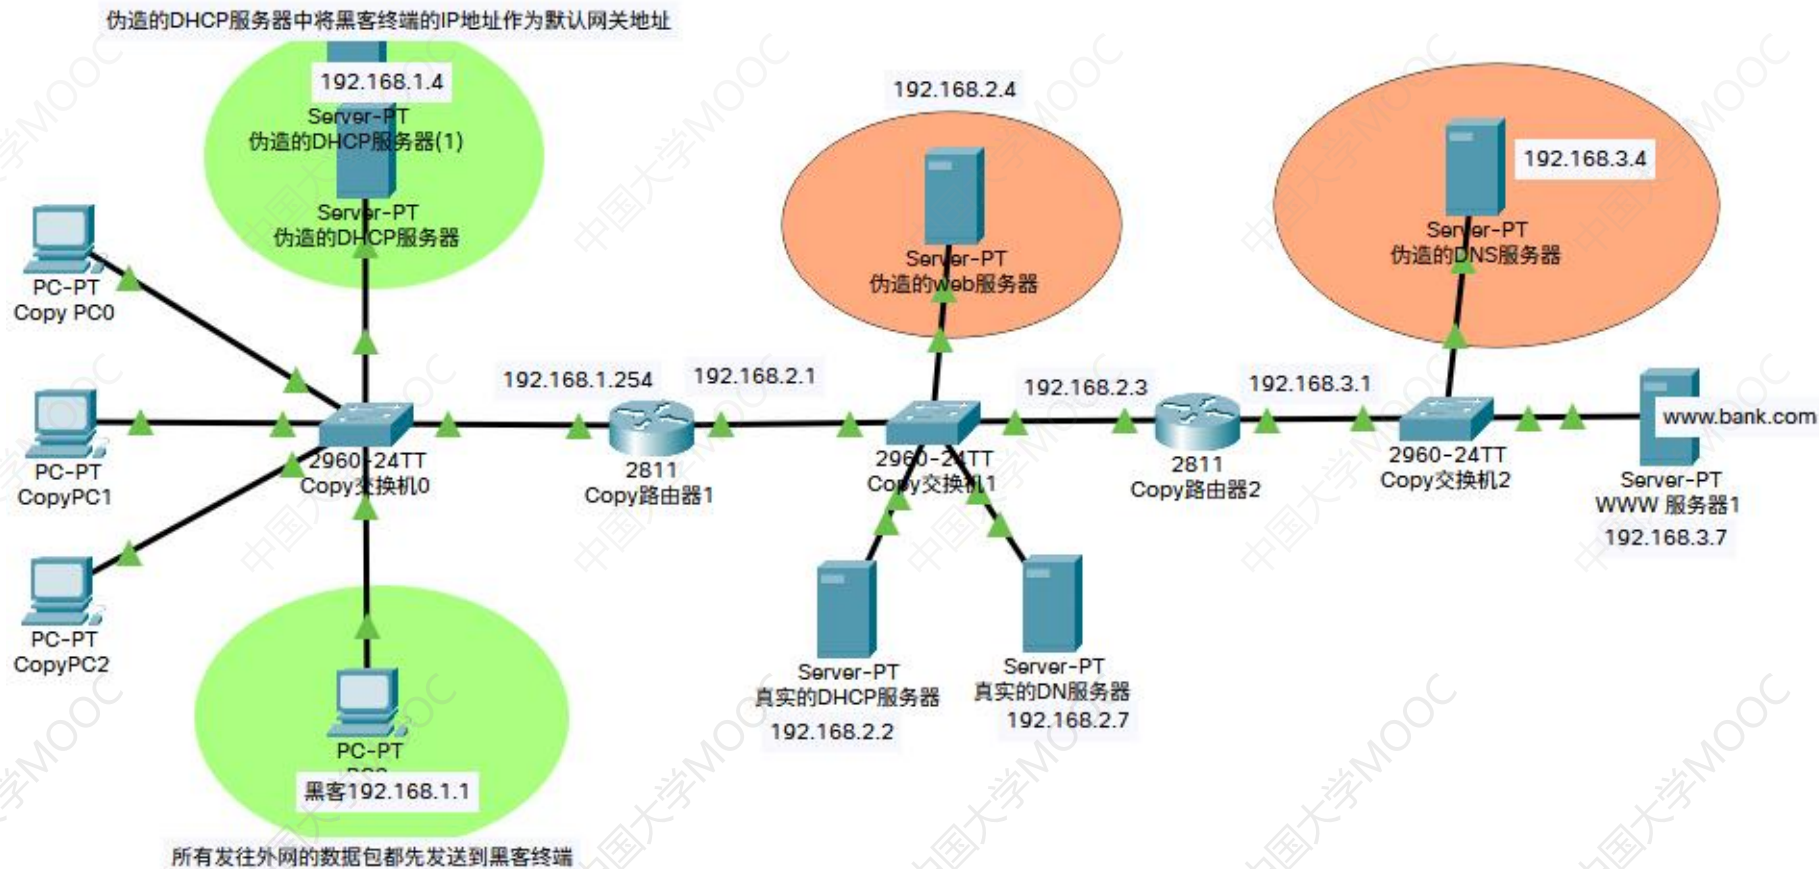 伪造的DHCP服务器中将黑客终端的IP地址作为默认网关地址
192.168.1.4
Server-PT
伪造的DHCP服务器(1)
Server-PT
伪造的DHCP服务器
192.168.2.4
Server-PT
伪造的web服务器
192.168.3.4
Server-PT
伪造的DNS服务器
PC-PT
Copy PC0
PC-PT
CopyPC1
PC-PT
CopyPC2
2960-24TT
Copy交换机0
192.168.1.254
192.168.2.1
2811
Copy路由器1
2960-24TT
Copy交换机1
192.168.2.3
192.168.3.1
2811
Copy路由器2
2960-24TT
Copy交换机2
www.bank.com
Server-PT
WWW 服务器1
192.168.3.7
Server-PT
真实的DHCP服务器
192.168.2.2
Server-PT
真实的DN服务器
192.168.2.7
PC-PT
黑客192.168.1.1
所有发往外网的数据包都先发送到黑客终端
中国大学MOOC